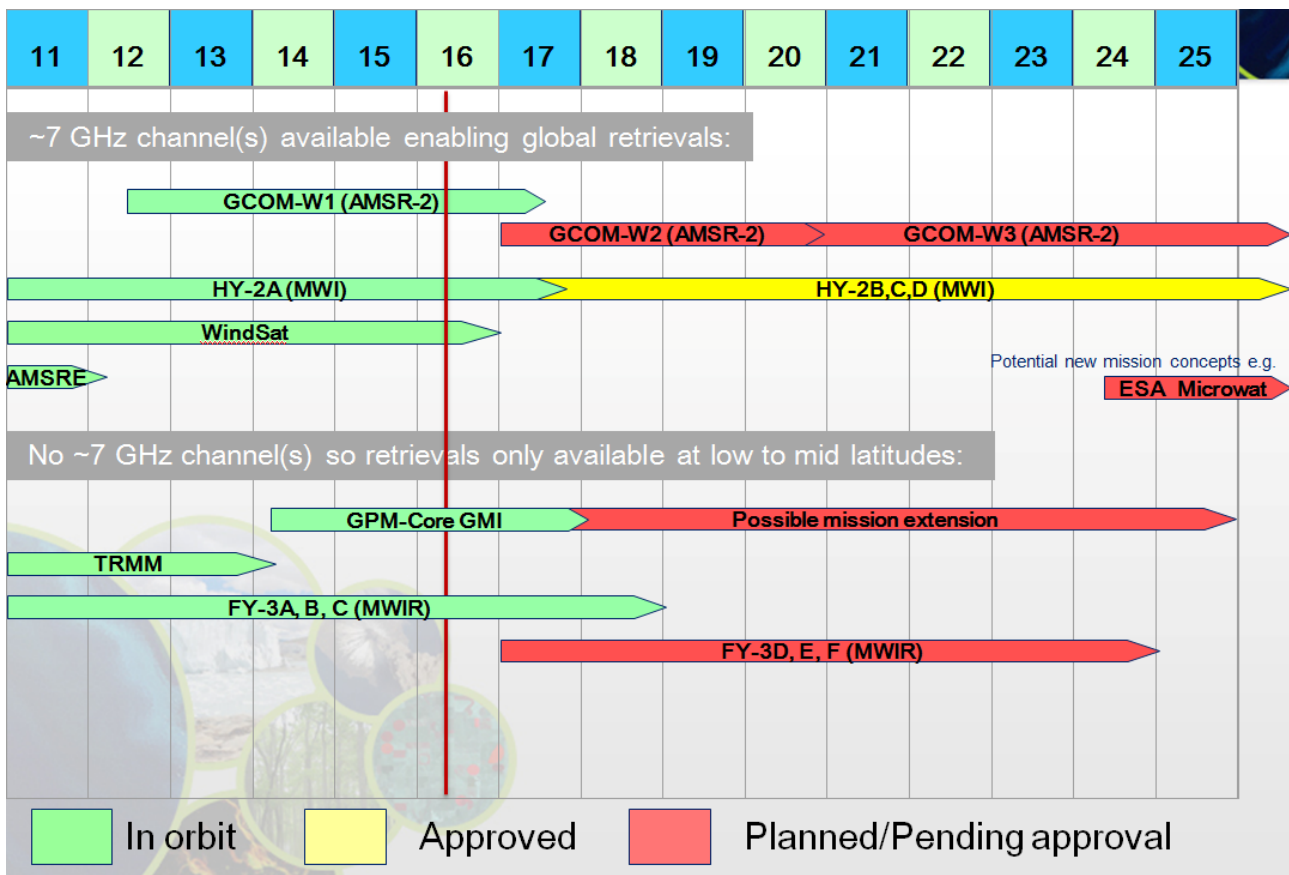 11 12 13 14 15 16 17 18 19 20 21 22 23 24 25
~7 GHz channel(s) available enabling global retrievals:
GCOM-W1 (AMSR-2)
GCOM-W2 (AMSR-2) GCOM-W3 (AMSR-2)
HY-2A (MWI) HY-2B,C,D (MWI)
WindSat
Potential new mission concepts e.g.
AMSRE ESA Microwat
No ~7 GHz channel(s) so retrievals only available at low to mid latitudes:
GPM-Core GMI Possible mission extension
TRMM
FY-3A, B, C (MWIR)
FY-3D, E, F (MWIR)
In orbit Approved Planned/Pending approval